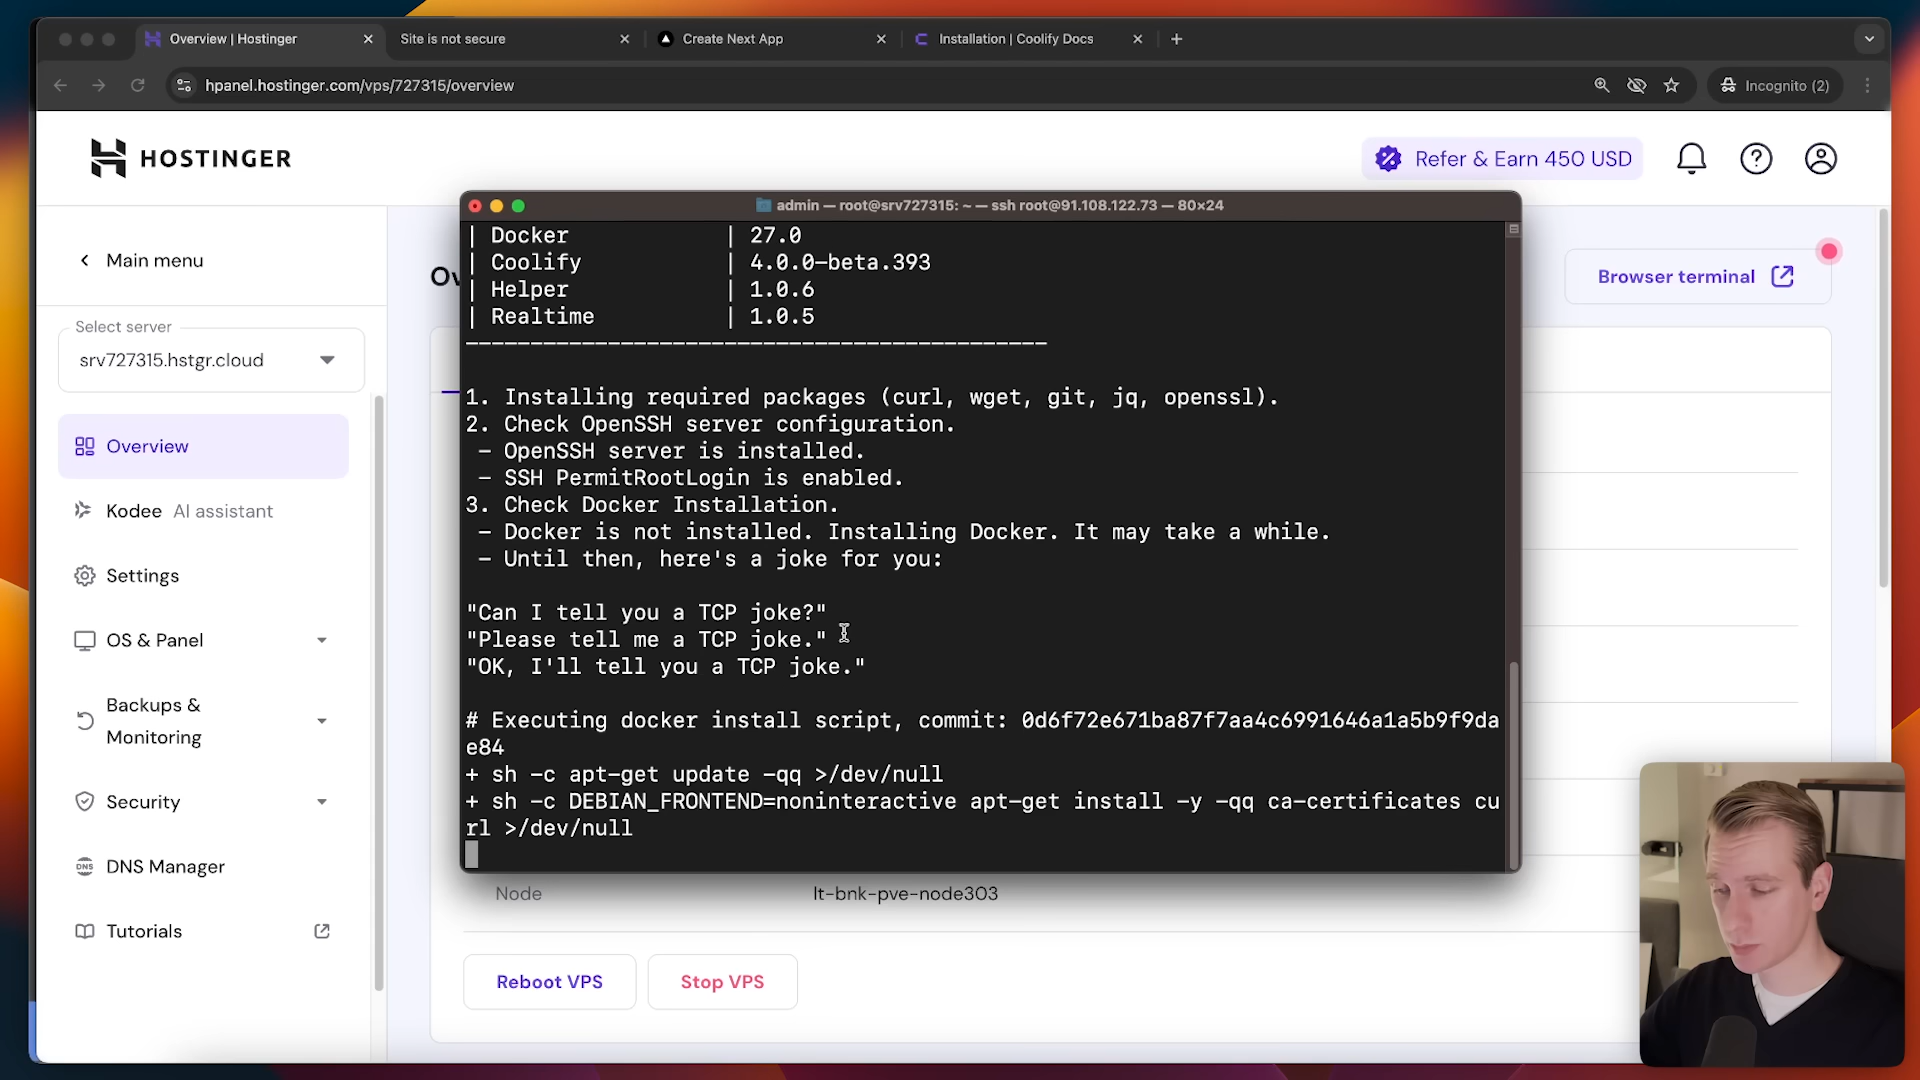 Overview | Hostinger
Site is not secure
Create Next App
Installation | Coolify Docs
hpanel.hostinger.com/vps/727315/overview
Incognito (2)
HOSTINGER
Refer & Earn 450 USD
Main menu
Select server
srv727315.hstgr.cloud
Overview
Kodee AI assistant
Settings
OS & Panel
Backups &
Monitoring
Security
DNS DNS Manager
Tutorials
Ov
Browser terminal
admin — root@srv727315: ~ — ssh root@91.108.122.73 — 80×24
| Docker | 27.0
| Coolify | 4.0.0-beta.393
| Helper | 1.0.6
| Realtime | 1.0.5
---------------------------------------------
1. Installing required packages (curl, wget, git, jq, openssl).
2. Check OpenSSH server configuration.
- OpenSSH server is installed.
- SSH PermitRootLogin is enabled.
3. Check Docker Installation.
- Docker is not installed. Installing Docker. It may take a while.
- Until then, here's a joke for you:
"Can I tell you a TCP joke?"
"Please tell me a TCP joke."
"OK, I'll tell you a TCP joke."
# Executing docker install script, commit: 0d6f72e671ba87f7aa4c6991646a1a5b9f9da
e84
+ sh -c apt-get update -qq >/dev/null
+ sh -c DEBIAN_FRONTEND=noninteractive apt-get install -y -qq ca-certificates cu
rl >/dev/null
Node
lt-bnk-pve-node303
Reboot VPS
Stop VPS